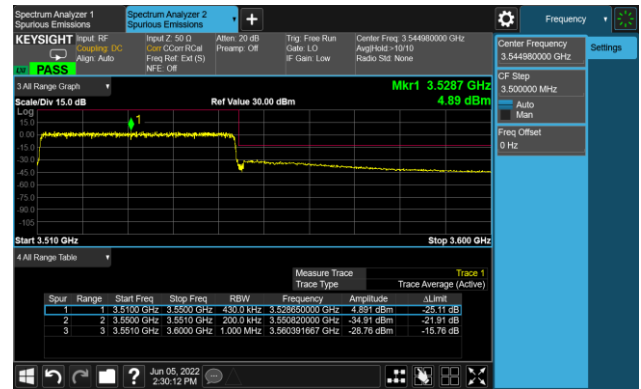 Spectrum Analyzer 1
Spurious Emissions
Spectrum Analyzer 2
Spurious Emissions
Frequency
KEYSIGHT
Input: RF
Coupling: DC
Align: Auto
Input Z: 50 Ω
Corr CCorr RCal
Freq Ref: Ext (S)
NFE: Off
Atten: 20 dB
Preamp: Off
Trig: Free Run
Gate: LO
IF Gain: Low
Center Freq: 3.544980000 GHz
Avg|Hold:>10/10
Radio Std: None
LXI
PASS
Center Frequency
3.544980000 GHz
Settings
CF Step
3.500000 MHz
Auto
Man
Freq Offset
0 Hz
3 All Range Graph
Mkr1 3.5287 GHz
Scale/Div 15.0 dB
Ref Value 30.00 dBm
4.89 dBm
Log
15.0
0.00
-15.0
-30.0
-45.0
-60.0
-75.0
-90.0
-105
1
Start 3.510 GHz
Stop 3.600 GHz
4 All Range Table
Measure Trace Trace 1
Trace Type Trace Average (Active)
Spur Range Start Freq Stop Freq RBW Frequency Amplitude ΔLimit
1 1 3.5100 GHz 3.5500 GHz 430.0 kHz 3.528650000 GHz 4.891 dBm -25.11 dB
2 2 3.5500 GHz 3.5510 GHz 200.0 kHz 3.550820000 GHz -34.91 dBm -21.91 dB
3 3 3.5510 GHz 3.6000 GHz 1.000 MHz 3.560391667 GHz -28.76 dBm -15.76 dB
Jun 05, 2022
2:30:12 PM